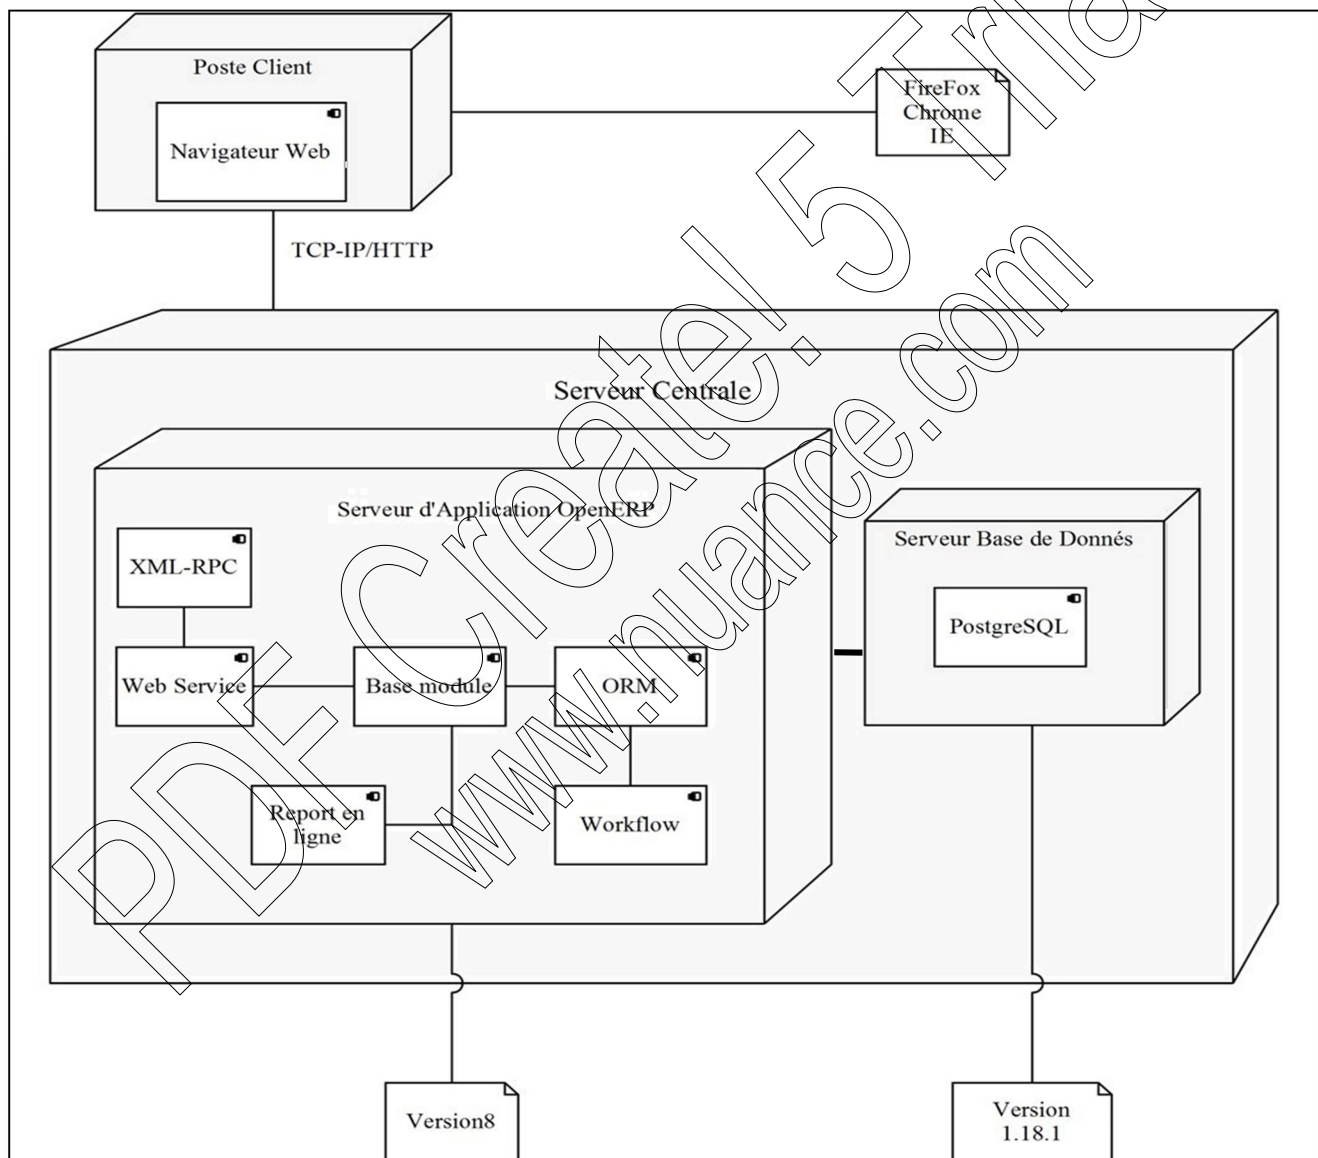 Poste Client
Navigateur Web
FireFox
Chrome
IE
TCP-IP/HTTP
Serveur Centrale
Serveur d'Application OpenERP
XML-RPC
Web Service
Base module
ORM
Report en
ligne
Workflow
Serveur Base de Donnés
PostgreSQL
Version8
Version
1.18.1
PDF Create! 5 Tria
www.nuance.com